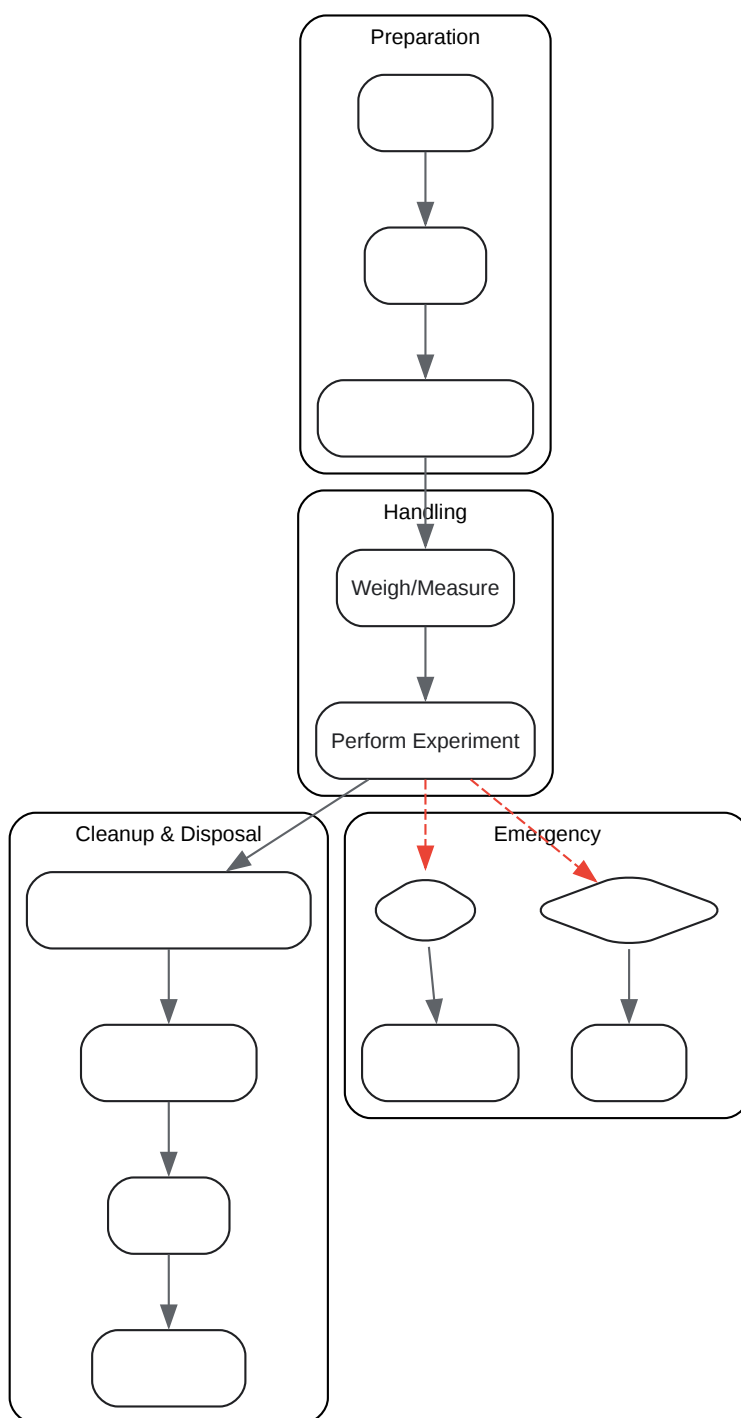 Preparation
Handling
Weigh/Measure
Perform Experiment
Cleanup & Disposal
Emergency